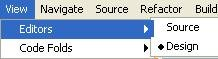 View Navigate Source Refactor Build
Editors Source
Code Folds Design